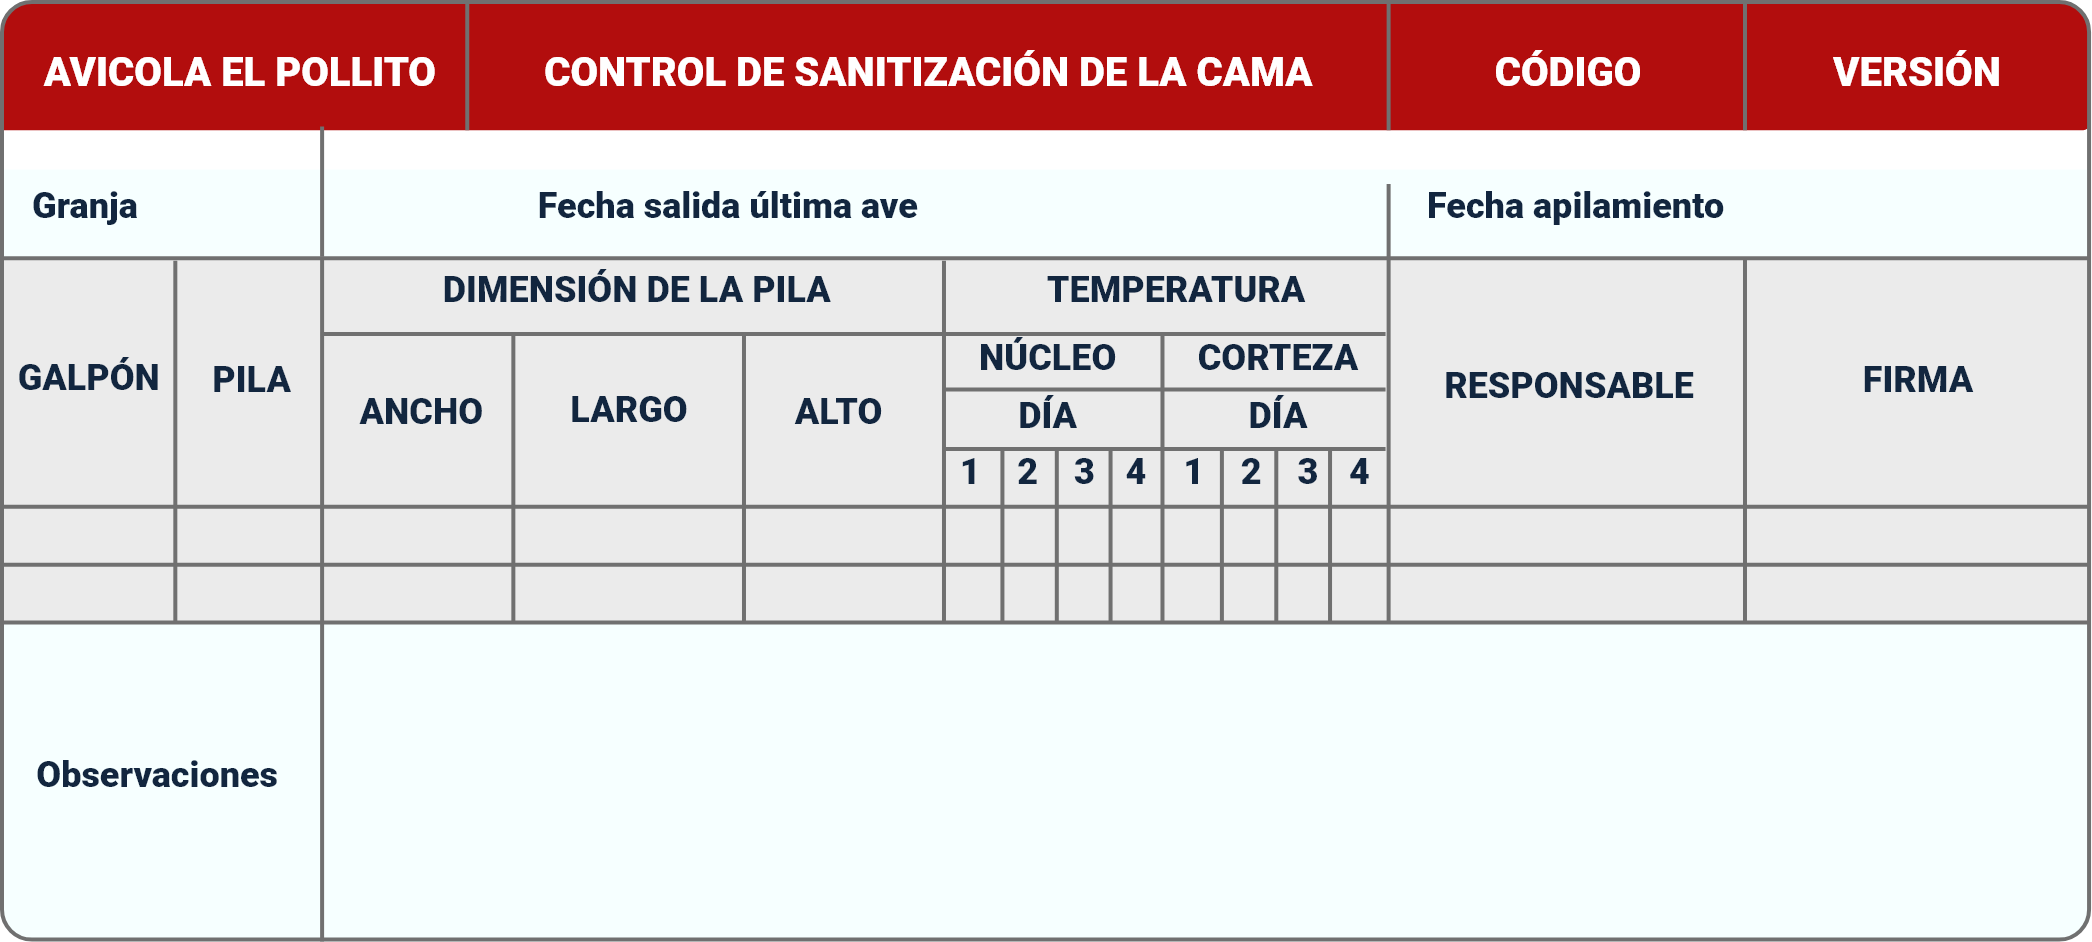 AVICOLA EL POLLITO
CONTROL DE SANITIZACIÓN DE LA CAMA
CÓDIGO
VERSIÓN
Granja
Fecha salida última ave
Fecha apilamiento
GALPÓN
PILA
DIMENSIÓN DE LA PILA
ANCHO
LARGO
ALTO
TEMPERATURA
NÚCLEO
CORTEZA
DÍA
DÍA
1 2 3 4 1 2 3 4
RESPONSABLE
FIRMA
Observaciones